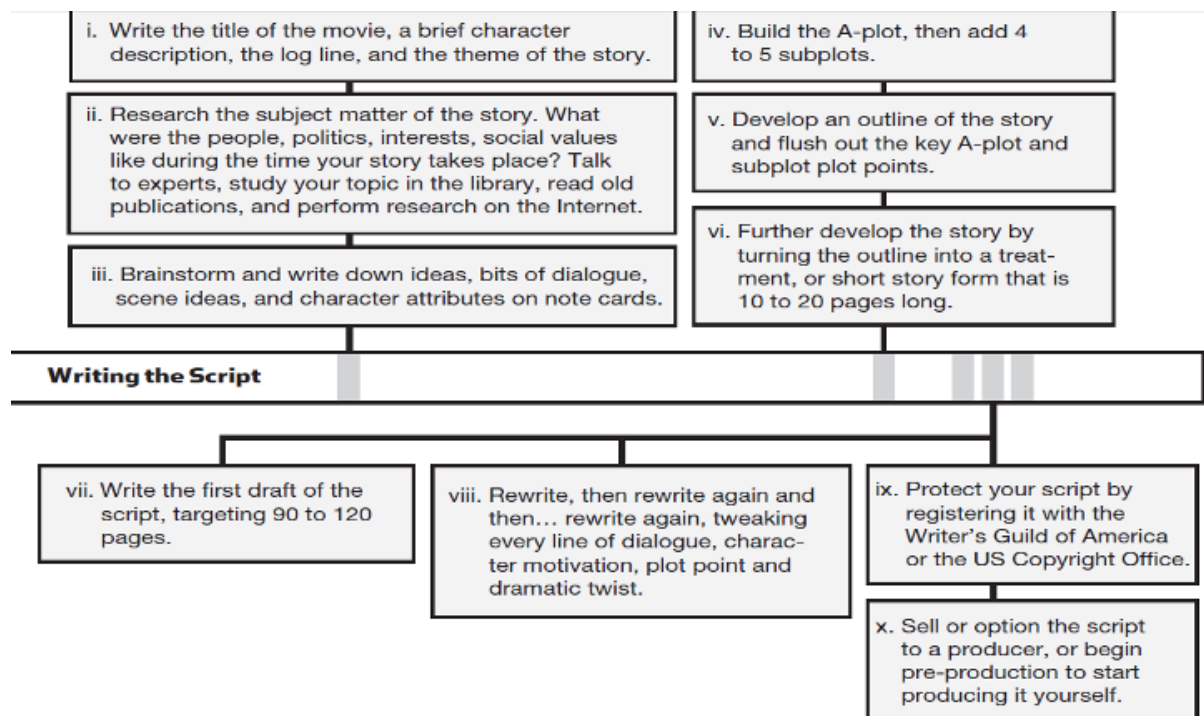 i. Write the title of the movie, a brief character
description, the log line, and the theme of the story.
ii. Research the subject matter of the story. What
were the people, politics, interests, social values
like during the time your story takes place? Talk
to experts, study your topic in the library, read old
publications, and perform research on the Internet.
iii. Brainstorm and write down ideas, bits of dialogue,
scene ideas, and character attributes on note cards.
iv. Build the A-plot, then add 4
to 5 subplots.
v. Develop an outline of the story
and flush out the key A-plot and
subplot plot points.
vi. Further develop the story by
turning the outline into a treat-
ment, or short story form that is
10 to 20 pages long.
Writing the Script
vii. Write the first draft of the
script, targeting 90 to 120
pages.
viii. Rewrite, then rewrite again and
then... rewrite again, tweaking
every line of dialogue, charac-
ter motivation, plot point and
dramatic twist.
ix. Protect your script by
registering it with the
Writer's Guild of America
or the US Copyright Office.
x. Sell or option the script
to a producer, or begin
pre-production to start
producing it yourself.